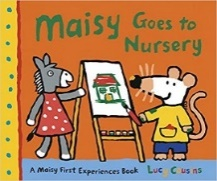 Maisy Goes to
Nursery
A Maisy First Experiences Book Lucy Cousins